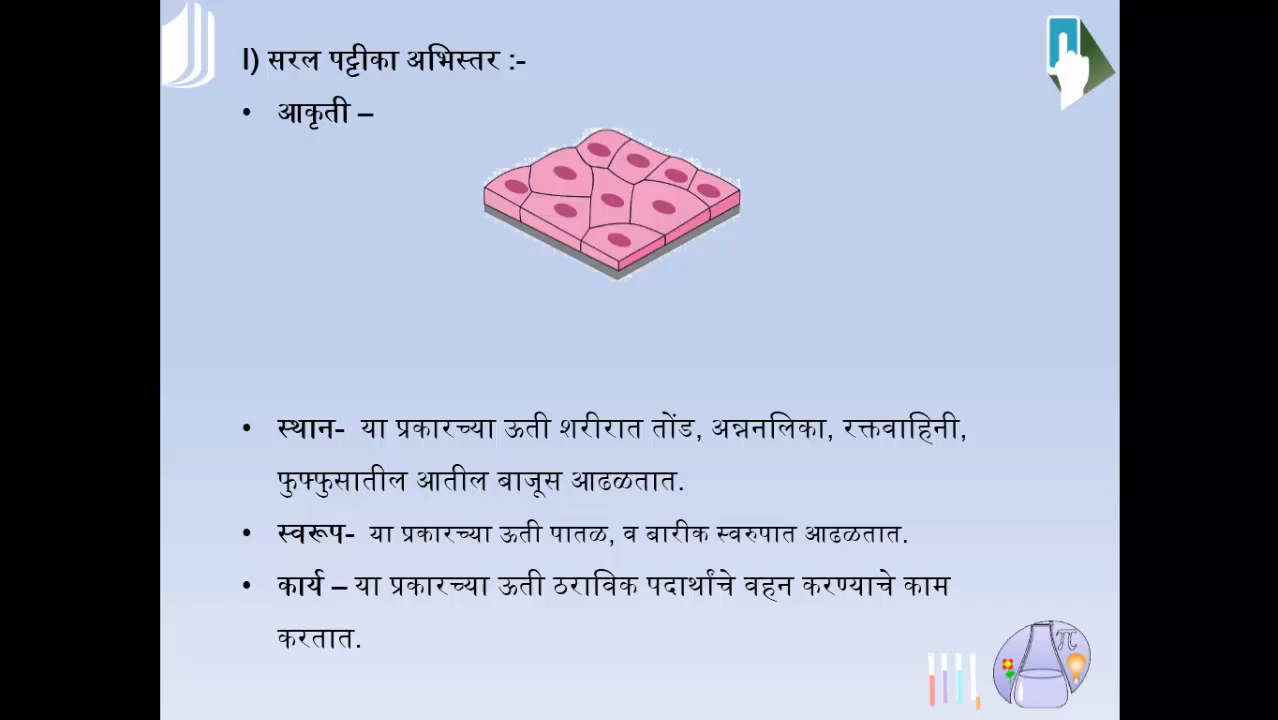 I) सरल पट्टीका अभिस्तर :-
• आकृती –
• स्थान- या प्रकारच्या ऊती शरीरात तोंड, अन्ननलिका, रक्तवाहिनी,
फुफ्फुसातील आतील बाजूस आढळतात.
• स्वरूप- या प्रकारच्या ऊती पातळ, व बारीक स्वरुपात आढळतात.
• कार्य – या प्रकारच्या ऊती ठराविक पदार्थांचे वहन करण्याचे काम
करतात.
π